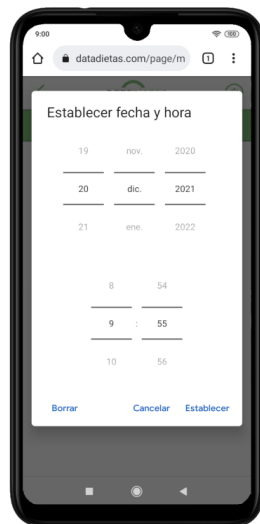 9:00
100
datadietas.com/page/m
1
Establecer fecha y hora
19 nov. 2020
20 dic. 2021
21 ene. 2022
8 54
9 : 55
10 56
Borrar Cancelar Establecer